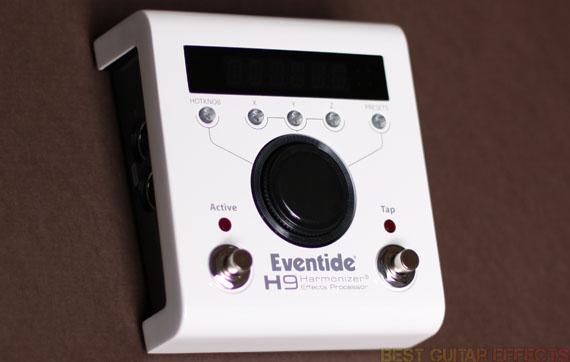 HOTKNOB X Y Z PRESETS
Active Tap
Eventide®
H9 Harmonizer®
Effects Processor
BEST GUITAR EFFECTS